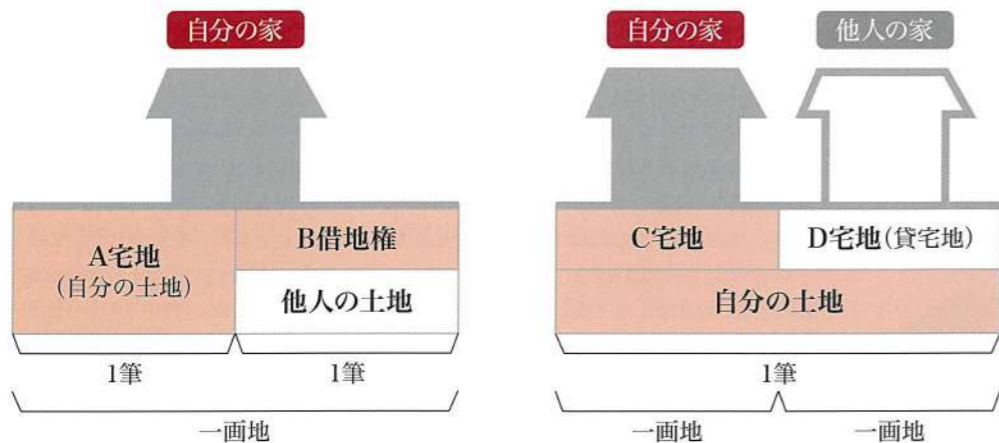 自分の家
A宅地
(自分の土地)
B借地権
他人の土地
1筆
1筆
一画地
自分の家
他人の家
C宅地
D宅地(貸宅地)
自分の土地
1筆
一画地
一画地